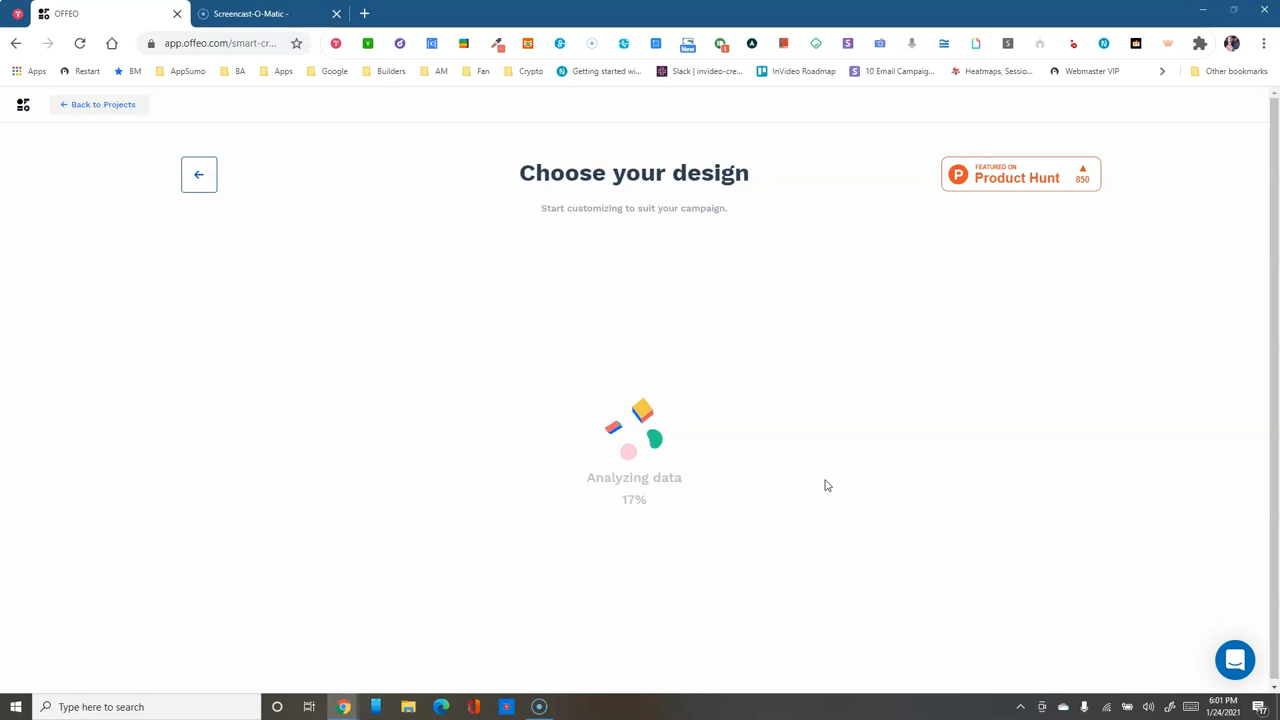 OFFEO
Screencast-O-Matic -
app.offeo.com/smart-cr...
New
Apps
Restart
BM
AppSumo
BA
Apps
Google
Builders
AM
Fan
Crypto
Getting started wi...
Slack | invideo-cre...
InVideo Roadmap
10 Email Campaig...
Heatmaps, Sessio...
Webmaster VIP
Other bookmarks
← Back to Projects
Choose your design
Start customizing to suit your campaign.
FEATURED ON
Product Hunt
850
Analyzing data
17%
Type here to search
6:01 PM
1/24/2021
17